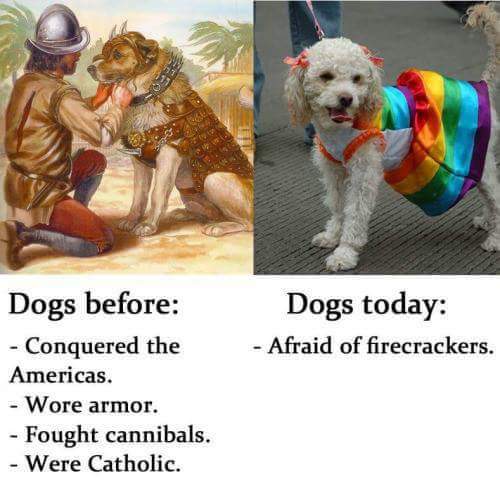 Dogs before:
- Conquered the
Americas.
- Wore armor.
- Fought cannibals.
- Were Catholic.
Dogs today:
- Afraid of firecrackers.